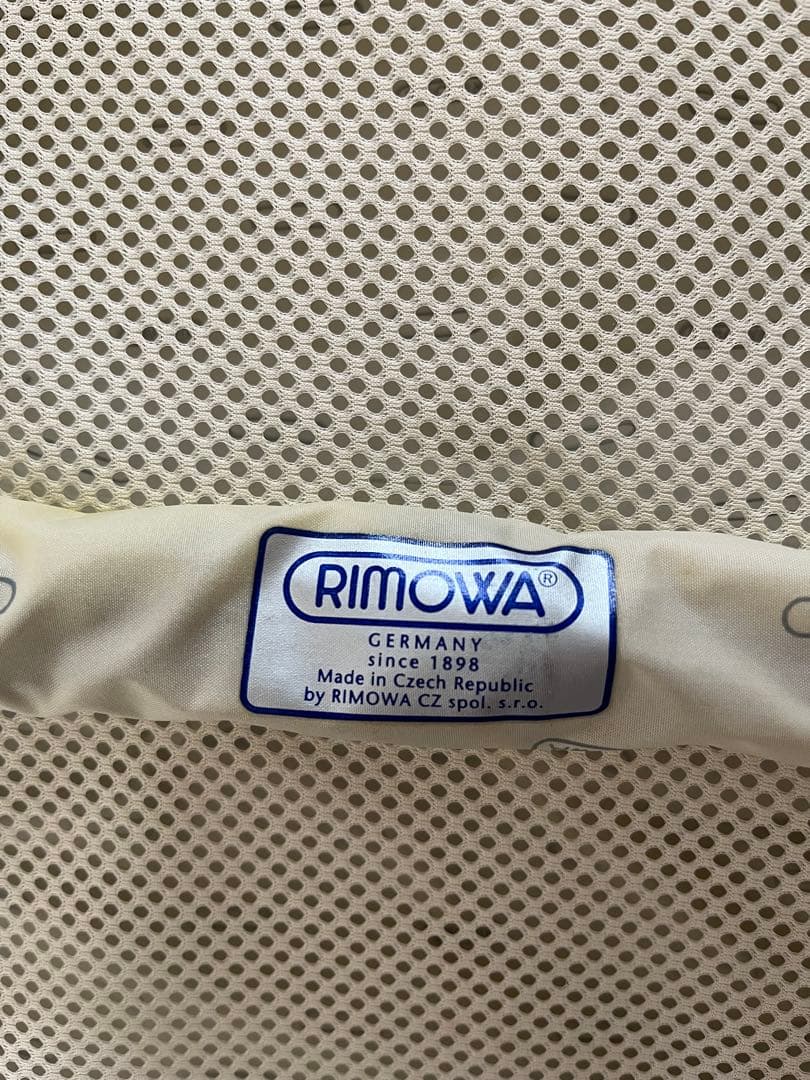 RIMOWA®
GERMANY
since 1898
Made in Czech Republic
by RIMOWA CZ spol. s.r.o.